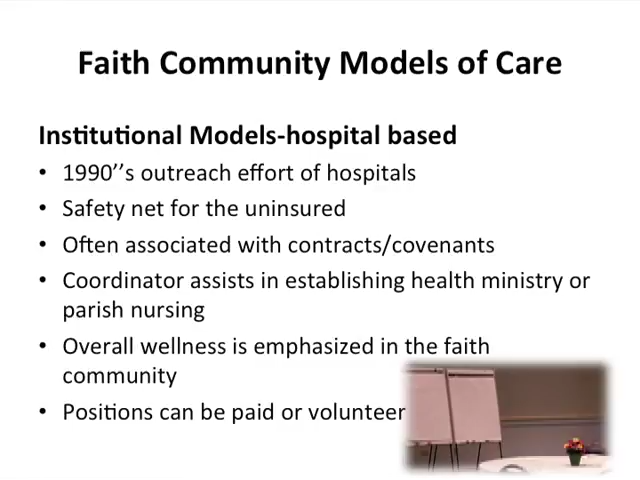 Faith Community Models of Care
Institutional Models-hospital based
• 1990’’s outreach effort of hospitals
• Safety net for the uninsured
• Often associated with contracts/covenants
• Coordinator assists in establishing health ministry or
parish nursing
• Overall wellness is emphasized in the faith
community
• Positions can be paid or volunteer